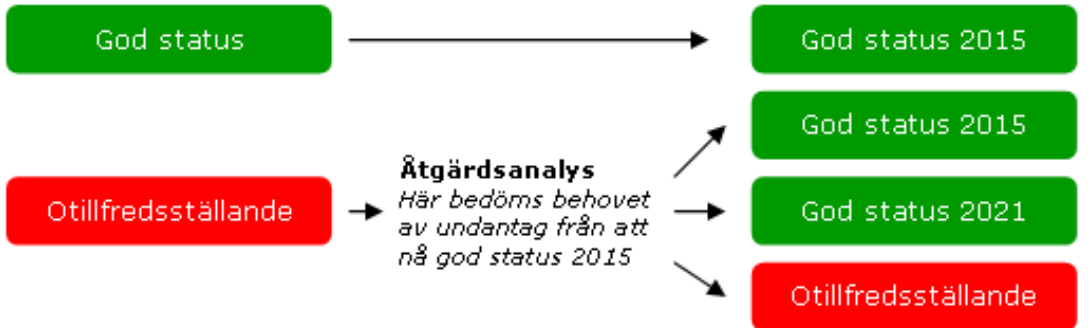 God status
God status 2015
God status 2015
Otillfredsställande
Åtgärdsanalys
Här bedöms behovet
av undantag från att
nå god status 2015
God status 2021
Otillfredsställande